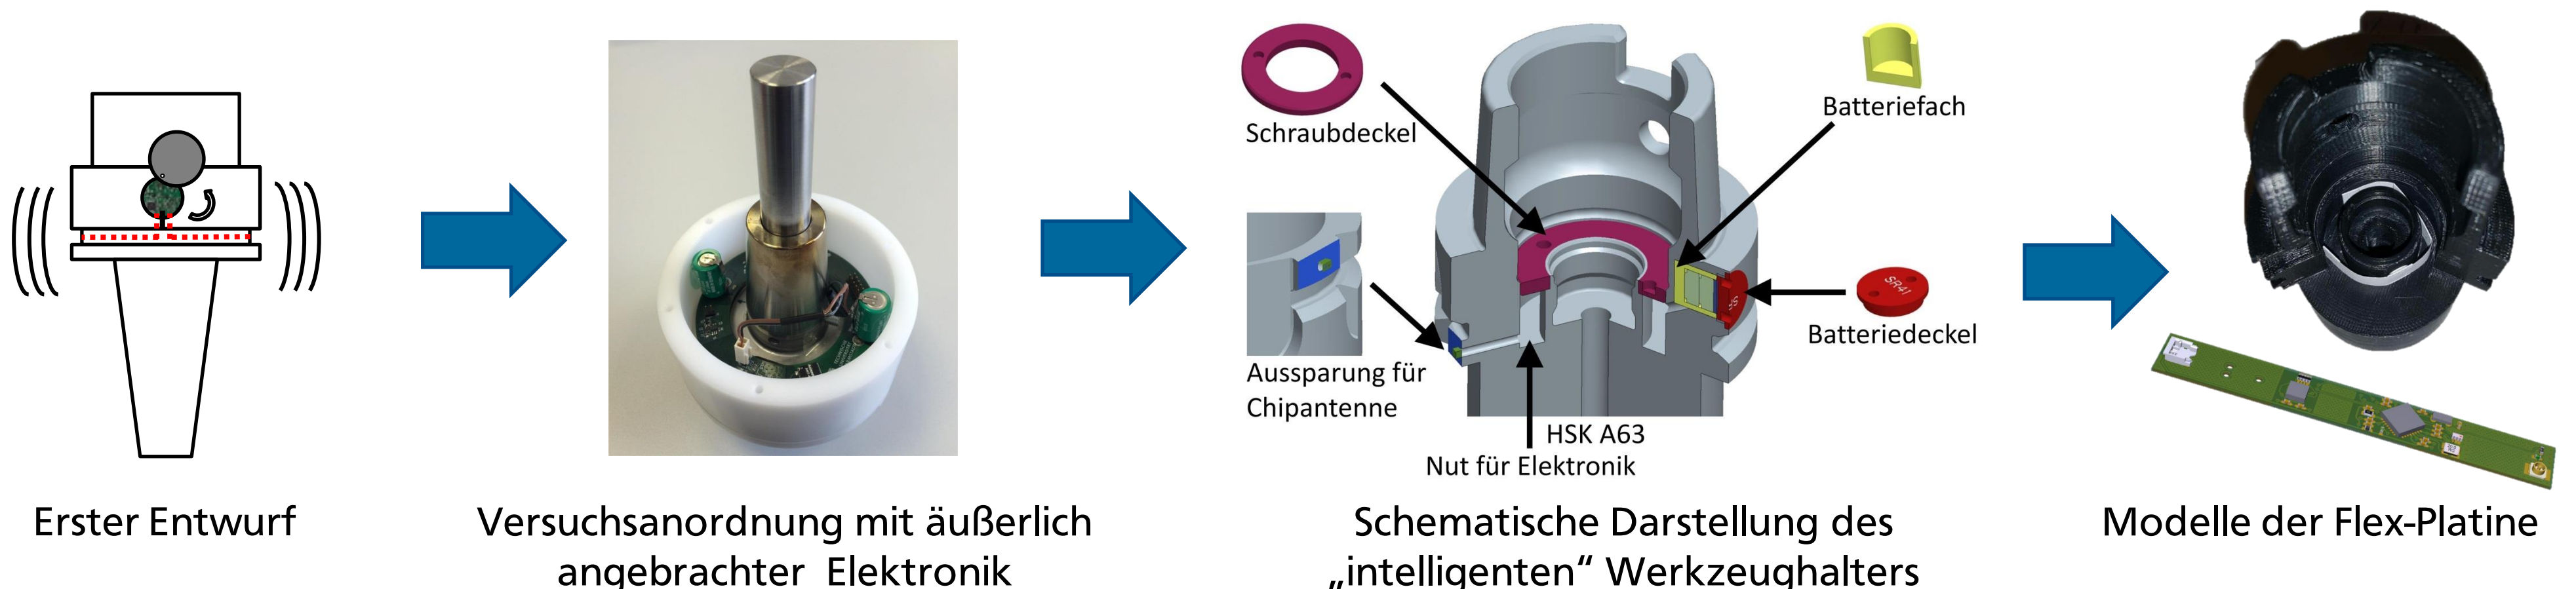 Schraubdeckel
Batteriefach
SR41
Batteriedeckel
Aussparung für
Chipantenne
HSK A63
Nut für Elektronik
Erster Entwurf
Versuchsanordnung mit äußerlich
angebrachter Elektronik
Schematische Darstellung des
„intelligenten“ Werkzeughalters
Modelle der Flex-Platine